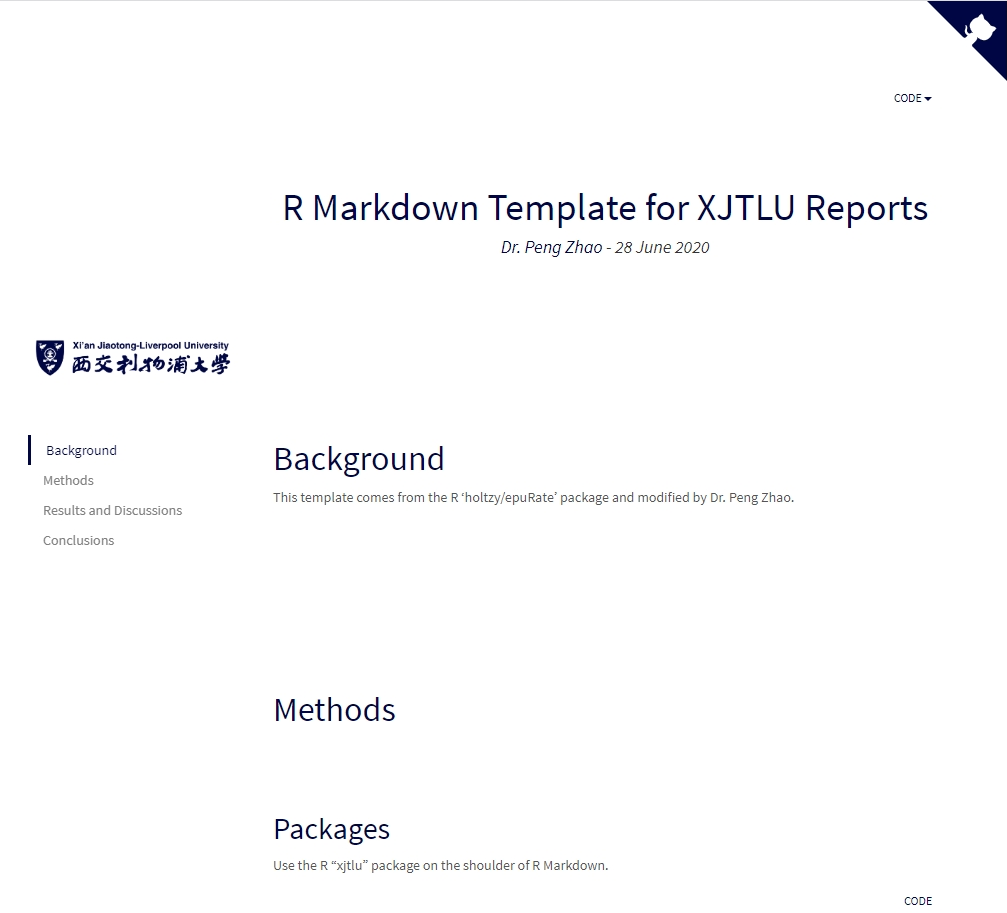 CODE
R Markdown Template for XJTLU Reports
Dr. Peng Zhao - 28 June 2020
Xi'an Jiaotong-Liverpool University
西交利物浦大學
Background
Methods
Results and Discussions
Conclusions
Background
This template comes from the R ‘holtzy/epuRate’ package and modified by Dr. Peng Zhao.
Methods
Packages
Use the R “xjtlu” package on the shoulder of R Markdown.
CODE